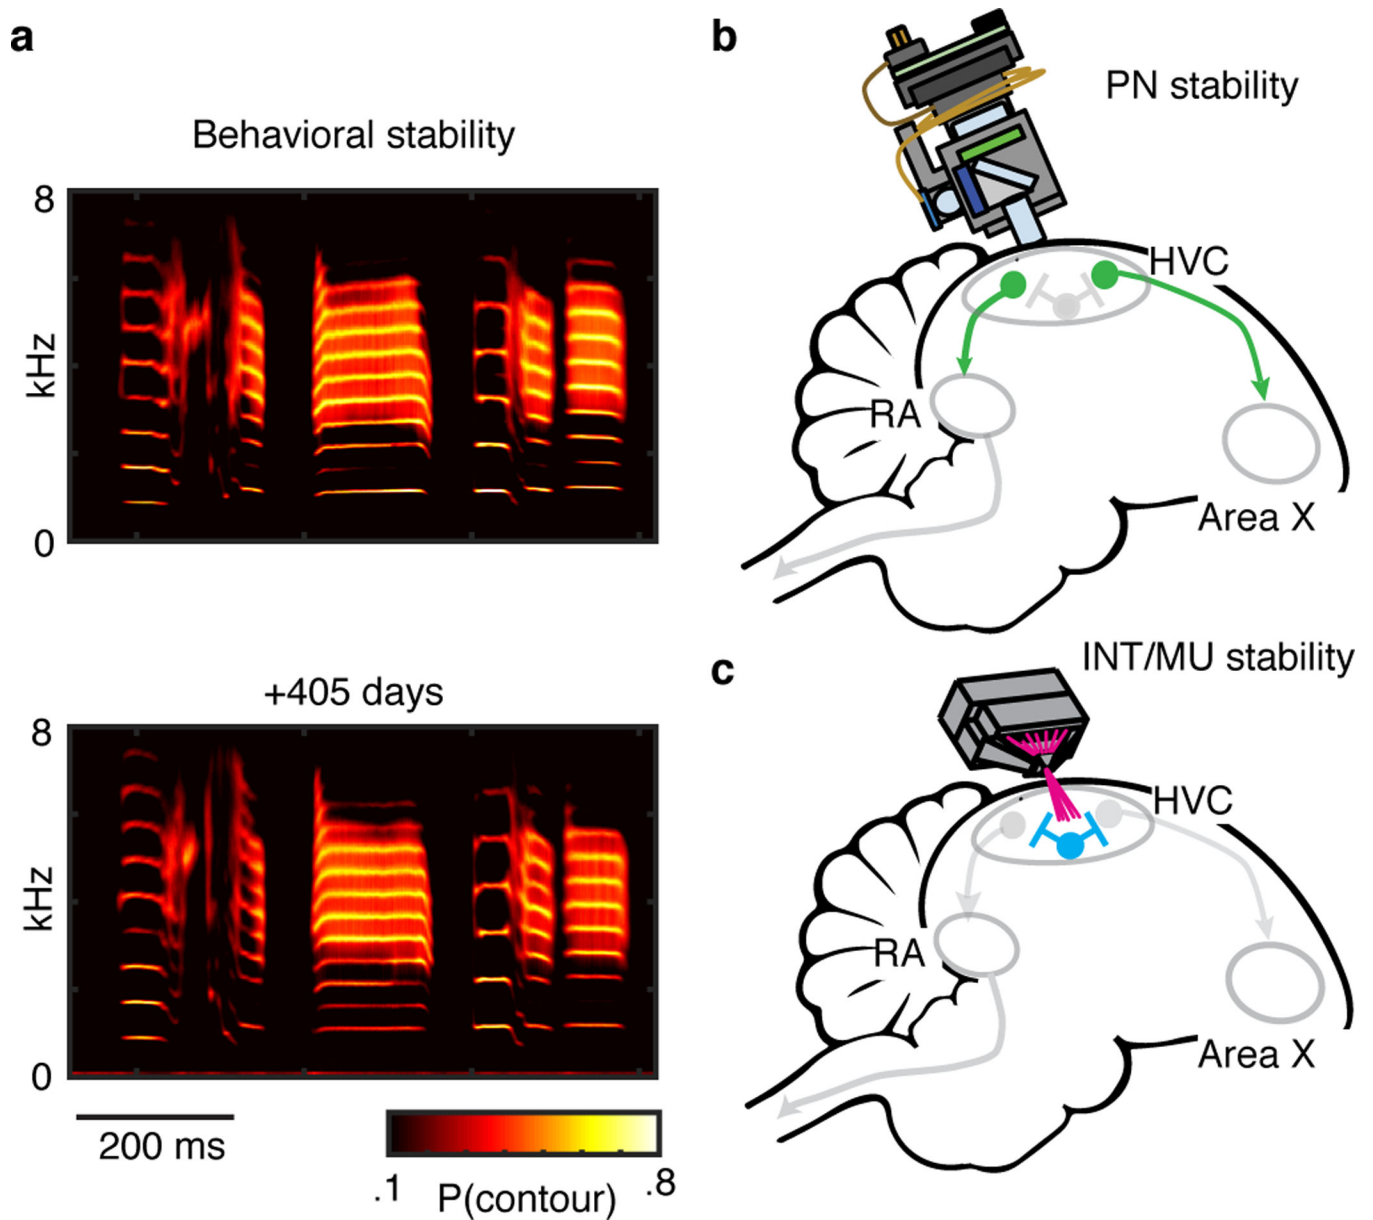 a
Behavioral stability
8
kHz
0
+405 days
8
kHz
0
200 ms
.1
P(contour)
.8
b
PN stability
HVC
RA
Area X
c
INT/MU stability
HVC
RA
Area X